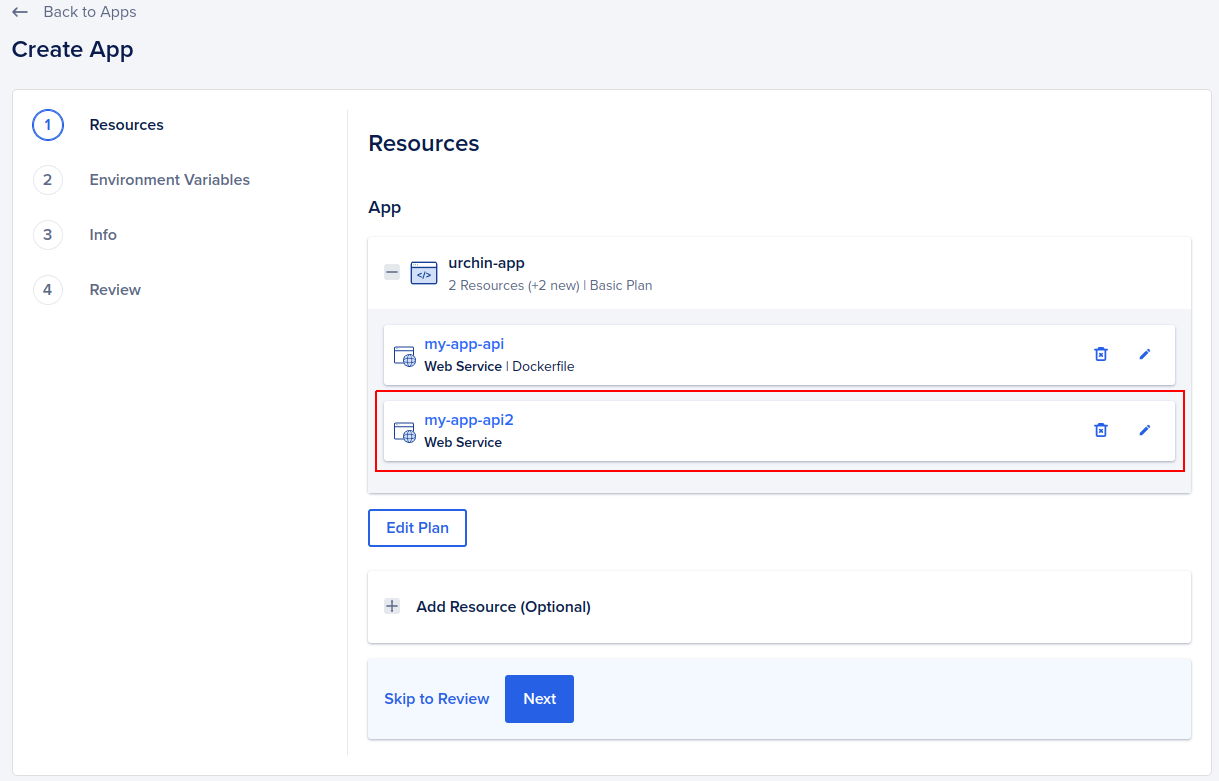 Back to Apps
Create App
1 Resources
2 Environment Variables
3 Info
4 Review
Resources
App
urchin-app
2 Resources (+2 new) | Basic Plan
my-app-api
Web Service | Dockerfile
my-app-api2
Web Service
Edit Plan
Add Resource (Optional)
Skip to Review Next